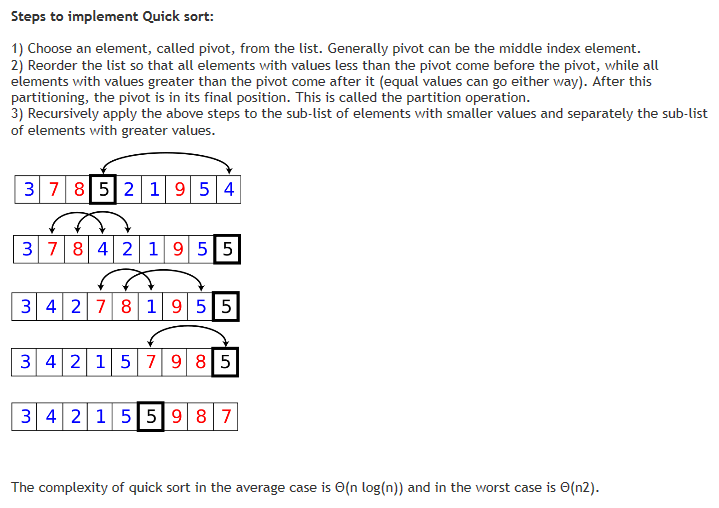 Steps to implement Quick sort:
1) Choose an element, called pivot, from the list. Generally pivot can be the middle index element.
2) Reorder the list so that all elements with values less than the pivot come before the pivot, while all
elements with values greater than the pivot come after it (equal values can go either way). After this
partitioning, the pivot is in its final position. This is called the partition operation.
3) Recursively apply the above steps to the sub-list of elements with smaller values and separately the sub-list
of elements with greater values.
3 7 8 5 2 1 9 5 4
3 7 8 4 2 1 9 5 5
3 4 2 7 8 1 9 5 5
3 4 2 1 5 7 9 8 5
3 4 2 1 5 5 9 8 7
The complexity of quick sort in the average case is Θ(n log(n)) and in the worst case is Θ(n2).